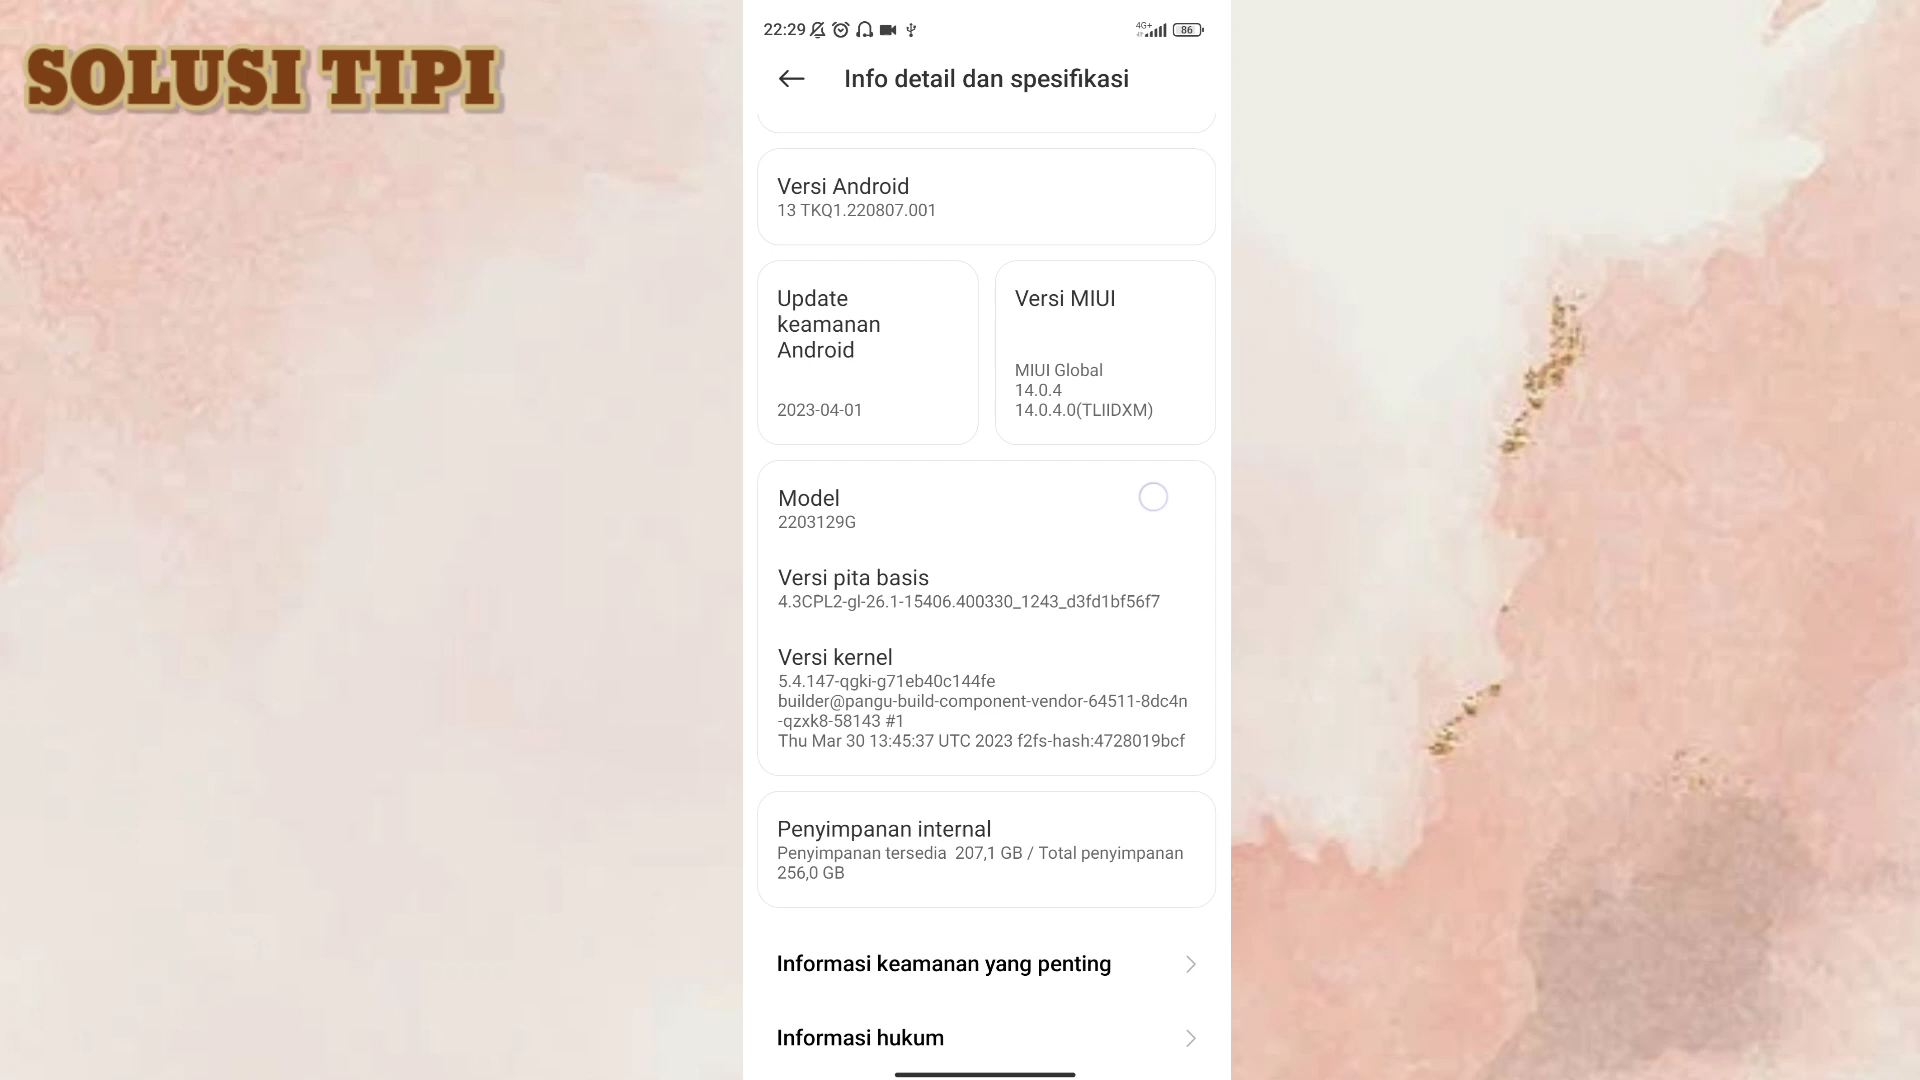 SOLUSI TIPI
22:29
4G+
86
Info detail dan spesifikasi
Versi Android
13 TKQ1.220807.001
Update
keamanan
Android
2023-04-01
Versi MIUI
MIUI Global
14.0.4
14.0.4.0(TLIIDXM)
Model
2203129G
Versi pita basis
4.3CPL2-gl-26.1-15406.400330_1243_d3fd1bf56f7
Versi kernel
5.4.147-qgki-g71eb40c144fe
builder@pangu-build-component-vendor-64511-8dc4n
-qzxk8-58143 #1
Thu Mar 30 13:45:37 UTC 2023 f2fs-hash:4728019bcf
Penyimpanan internal
Penyimpanan tersedia  207,1 GB / Total penyimpanan
256,0 GB
Informasi keamanan yang penting
Informasi hukum